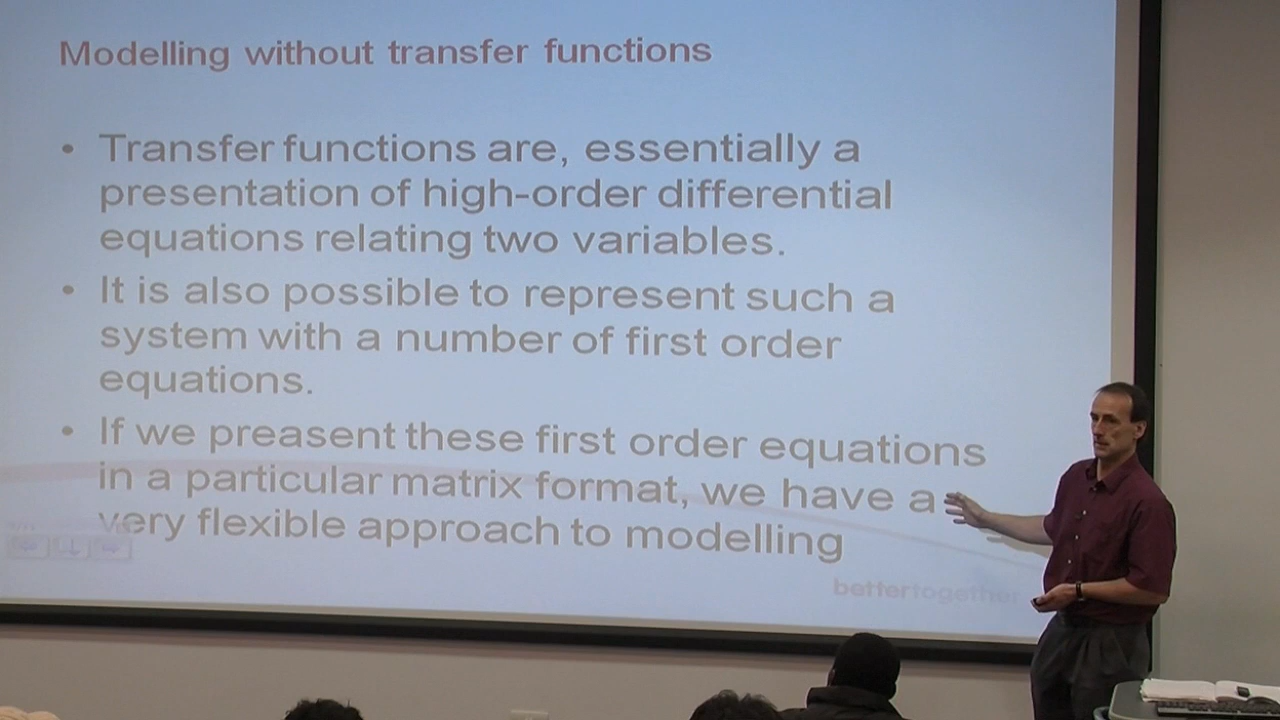 Modelling without transfer functions
• Transfer functions are, essentially a
presentation of high-order differential
equations relating two variables.
• It is also possible to represent such a
system with a number of first order
equations.
• If we preasent these first order equations
in a particular matrix format, we have a
very flexible approach to modelling
bettertogether